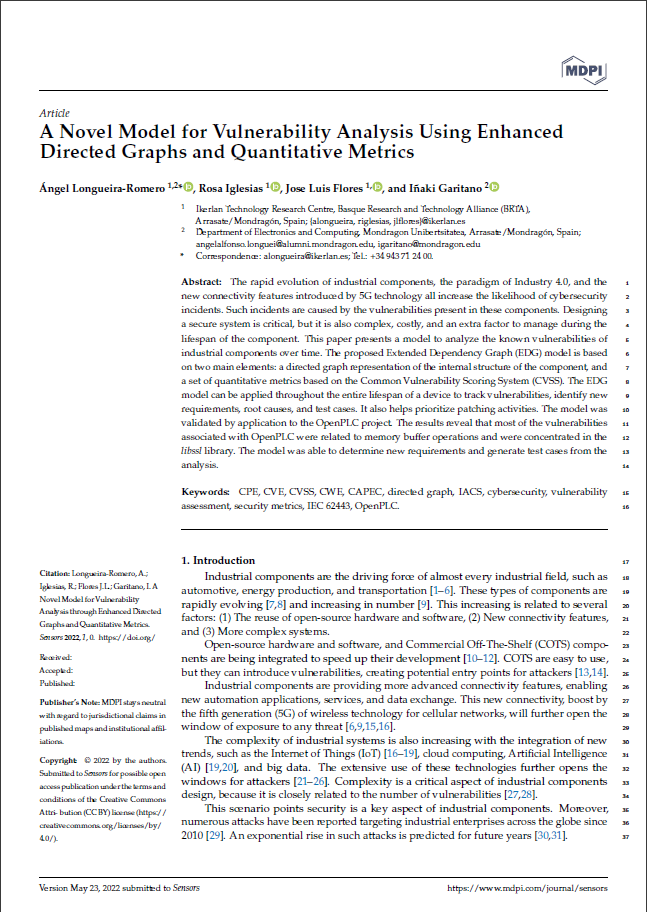 MDPI
Article
A Novel Model for Vulnerability Analysis Using Enhanced
Directed Graphs and Quantitative Metrics
Ángel Longueira-Romero 1,2*, Rosa Iglesias 1, Jose Luis Flores 1, and Iñaki Garitano 2
1 Ikerlan Technology Research Centre, Basque Research and Technology Alliance (BRTA),
Arrasate/Mondragón, Spain; {alongueira, riglesias, jlflores}@ikerlan.es
2 Department of Electronics and Computing, Mondragon Unibertsitatea, Arrasate/Mondragón, Spain;
angelalfonso.longuei@alumni.mondragon.edu, igaritano@mondragon.edu
* Correspondence: alongueira@ikerlan.es; Tel.: +34 943 71 24 00.
Abstract: The rapid evolution of industrial components, the paradigm of Industry 4.0, and the 1
new connectivity features introduced by 5G technology all increase the likelihood of cybersecurity 2
incidents. Such incidents are caused by the vulnerabilities present in these components. Designing 3
a secure system is critical, but it is also complex, costly, and an extra factor to manage during the 4
lifespan of the component. This paper presents a model to analyze the known vulnerabilities of 5
industrial components over time. The proposed Extended Dependency Graph (EDG) model is based 6
on two main elements: a directed graph representation of the internal structure of the component, and 7
a set of quantitative metrics based on the Common Vulnerability Scoring System (CVSS). The EDG 8
model can be applied throughout the entire lifespan of a device to track vulnerabilities, identify new 9
requirements, root causes, and test cases. It also helps prioritize patching activities. The model was 10
validated by application to the OpenPLC project. The results reveal that most of the vulnerabilities 11
associated with OpenPLC were related to memory buffer operations and were concentrated in the 12
libssl library. The model was able to determine new requirements and generate test cases from the 13
analysis. 14
Keywords: CPE, CVE, CVSS, CWE, CAPEC, directed graph, IACS, cybersecurity, vulnerability 15
assessment, security metrics, IEC 62443, OpenPLC. 16
1. Introduction 17
Industrial components are the driving force of almost every industrial field, such as 18
automotive, energy production, and transportation [1–6]. These types of components are 19
rapidly evolving [7,8] and increasing in number [9]. This increasing is related to several 20
factors: (1) The reuse of open-source hardware and software, (2) New connectivity features, 21
and (3) More complex systems. 22
Open-source hardware and software, and Commercial Off-The-Shelf (COTS) compo- 23
nents are being integrated to speed up their development [10–12]. COTS are easy to use, 24
but they can introduce vulnerabilities, creating potential entry points for attackers [13,14]. 25
Industrial components are providing more advanced connectivity features, enabling 26
new automation applications, services, and data exchange. This new connectivity, boost by 27
the fifth generation (5G) of wireless technology for cellular networks, will further open the 28
window of exposure to any threat [6,9,15,16]. 29
The complexity of industrial systems is also increasing with the integration of new 30
trends, such as the Internet of Things (IoT) [16–19], cloud computing, Artificial Intelligence 31
(AI) [19,20], and big data. The extensive use of these technologies further opens the 32
windows for attackers [21–26]. Complexity is a critical aspect of industrial components 33
design, because it is closely related to the number of vulnerabilities [27,28]. 34
This scenario points security is a key aspect of industrial components. Moreover, 35
numerous attacks have been reported targeting industrial enterprises across the globe since 36
2010 [29]. An exponential rise in such attacks is predicted for future years [30,31]. 37
Citation: Longueira-Romero, A.;
Iglesias, R.; Flores J.L.; Garitano, I. A
Novel Model for Vulnerability
Analysis through Enhanced Directed
Graphs and Quantitative Metrics.
Sensors 2022, 1, 0. https://doi.org/
Received:
Accepted:
Published:
Publisher's Note: MDPI stays neutral
with regard to jurisdictional claims in
published maps and institutional affil-
iations.
Copyright: © 2022 by the authors.
Submitted to Sensors for possible open
access publication under the terms and
conditions of the Creative Commons
Attri- bution (CC BY) license (https://
creativecommons.org/licenses/by/
4.0/).
Version May 23, 2022 submitted to Sensors
https://www.mdpi.com/journal/sensors